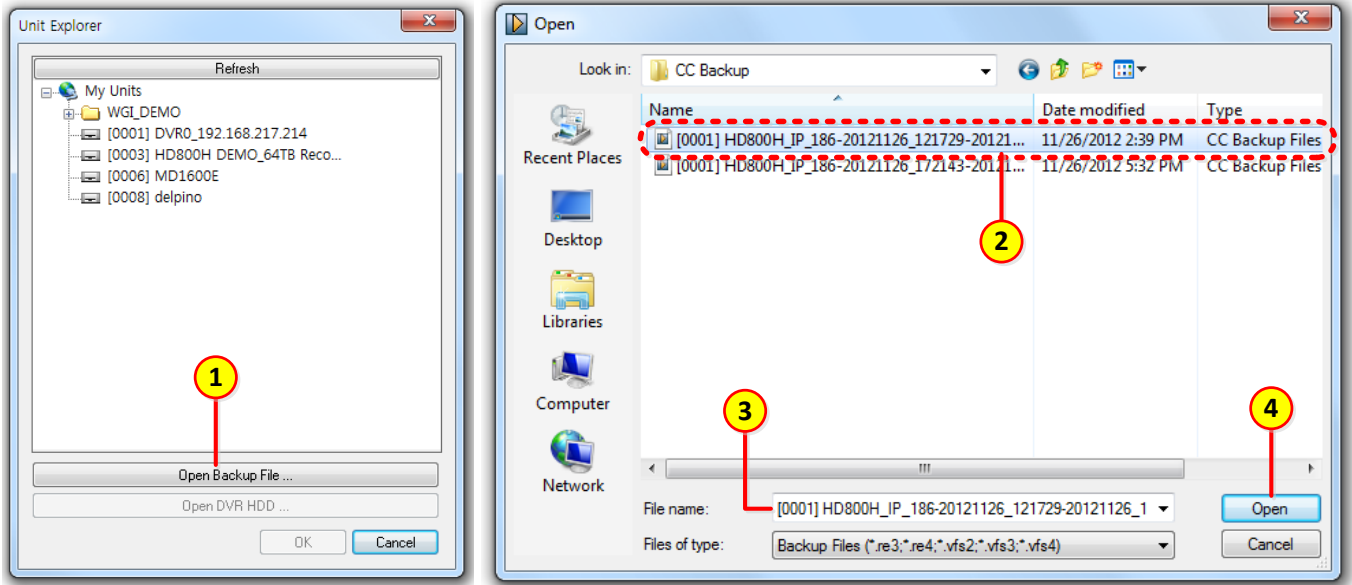 Unit Explorer
Refresh
My Units
WGI_DEMO
[0001] DVR0_192.168.217.214
[0003] HD800H DEMO_64TB Reco...
[0006] MD1600E
[0008] delpino
1
Open Backup File ...
Open DVR HDD ...
OK Cancel
Open
Look in: CC Backup
Name Date modified Type
[0001] HD800H_IP_186-20121126_121729-20121... 11/26/2012 2:39 PM CC Backup Files
[0001] HD800H_IP_186-20121126_172143-20121... 11/26/2012 5:32 PM CC Backup Files
Recent Places
Desktop
Libraries
Computer
Network
2
3
4
File name: [0001] HD800H_IP_186-20121126_121729-20121126_1 Open
Files of type: Backup Files (*.re3;*.re4;*.vfs2;*.vfs3;*.vfs4) Cancel